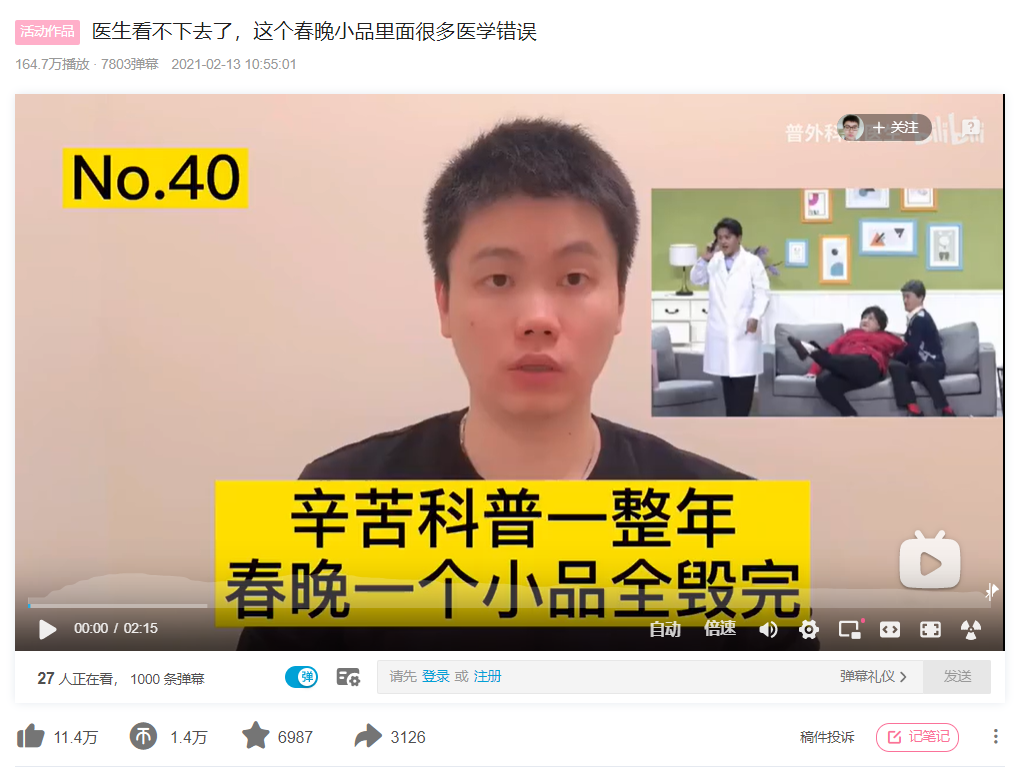 活动作品 医生看不下去了，这个春晚小品里面很多医学错误
164.7万播放 · 7803弹幕 2021-02-13 10:55:01
No.40
普外科
+ 关注
bilibili
?
辛苦科普一整年
春晚一个小品全毁完
00:00 / 02:15
自动 倍速
27 人正在看， 1000 条弹幕
弹
请先 登录 或 注册
弹幕礼仪 >
发送
11.4万
币
1.4万
6987
3126
稿件投诉
记笔记